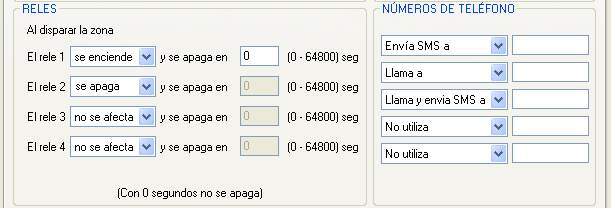 RELES
Al disparar la zona
El rele 1 se enciende y se apaga en 0 (0 - 64800) seg
El rele 2 se apaga y se apaga en 0 (0 - 64800) seg
El rele 3 no se afecta y se apaga en 0 (0 - 64800) seg
El rele 4 no se afecta y se apaga en 0 (0 - 64800) seg
(Con 0 segundos no se apaga)
NÚMEROS DE TELÉFONO
Envía SMS a
Llama a
Llama y envia SMS a
No utiliza
No utiliza